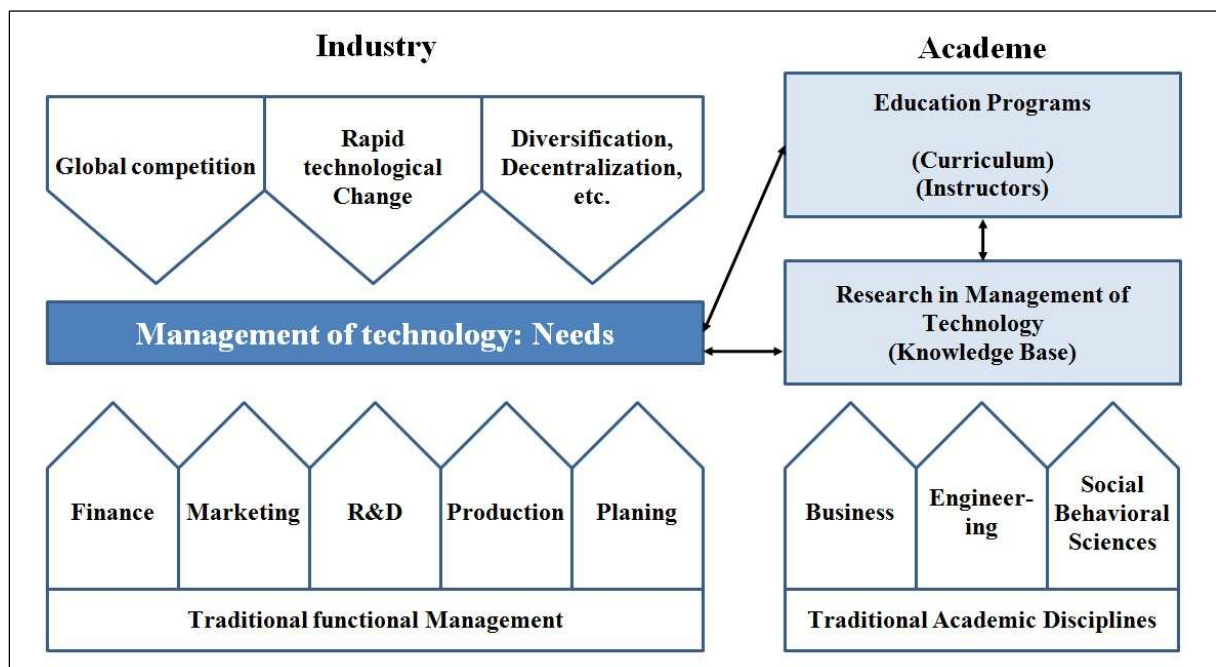 Industry
Global competition
Rapid
technological
Change
Diversification,
Decentralization,
etc.
Management of technology: Needs
Finance
Marketing
R&D
Production
Planing
Traditional functional Management
Academe
Education Programs
(Curriculum)
(Instructors)
Research in Management of
Technology
(Knowledge Base)
Business
Engineer-
ing
Social
Behavioral
Sciences
Traditional Academic Disciplines